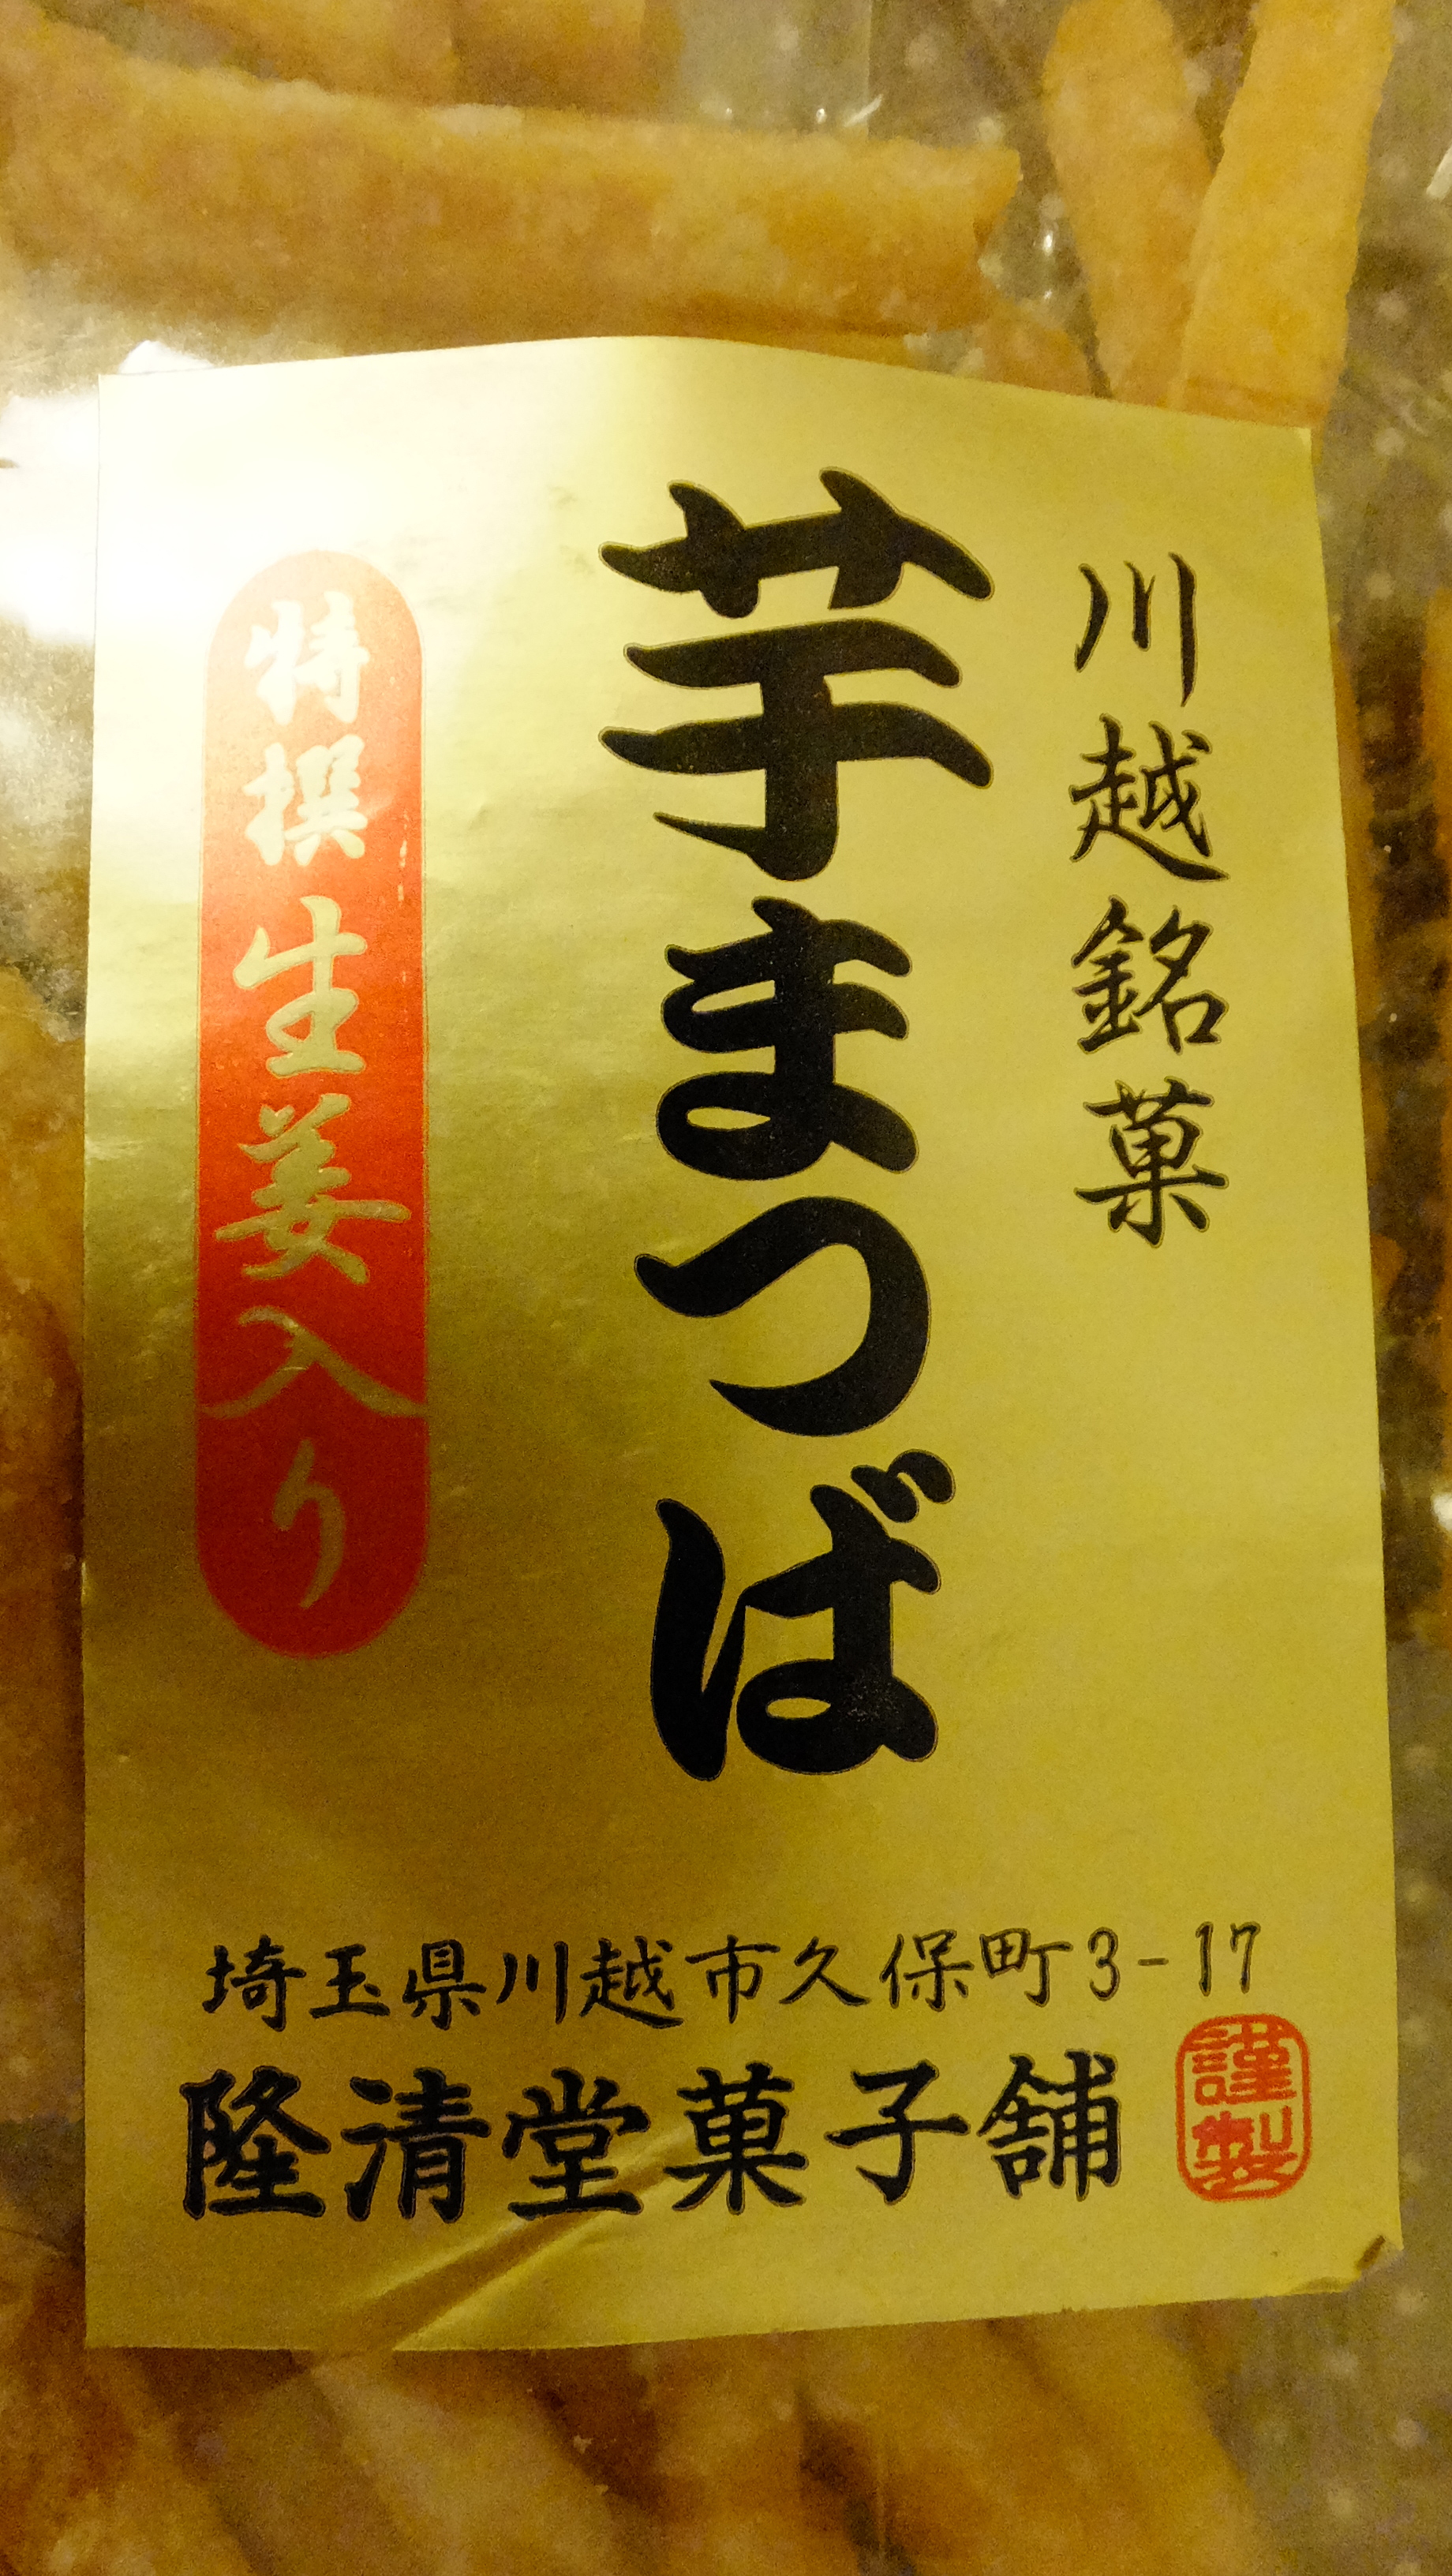 川越銘菓
芋まつば
特撰生姜入り
埼玉県川越市久保町3-17
隆清堂菓子舗
謹製